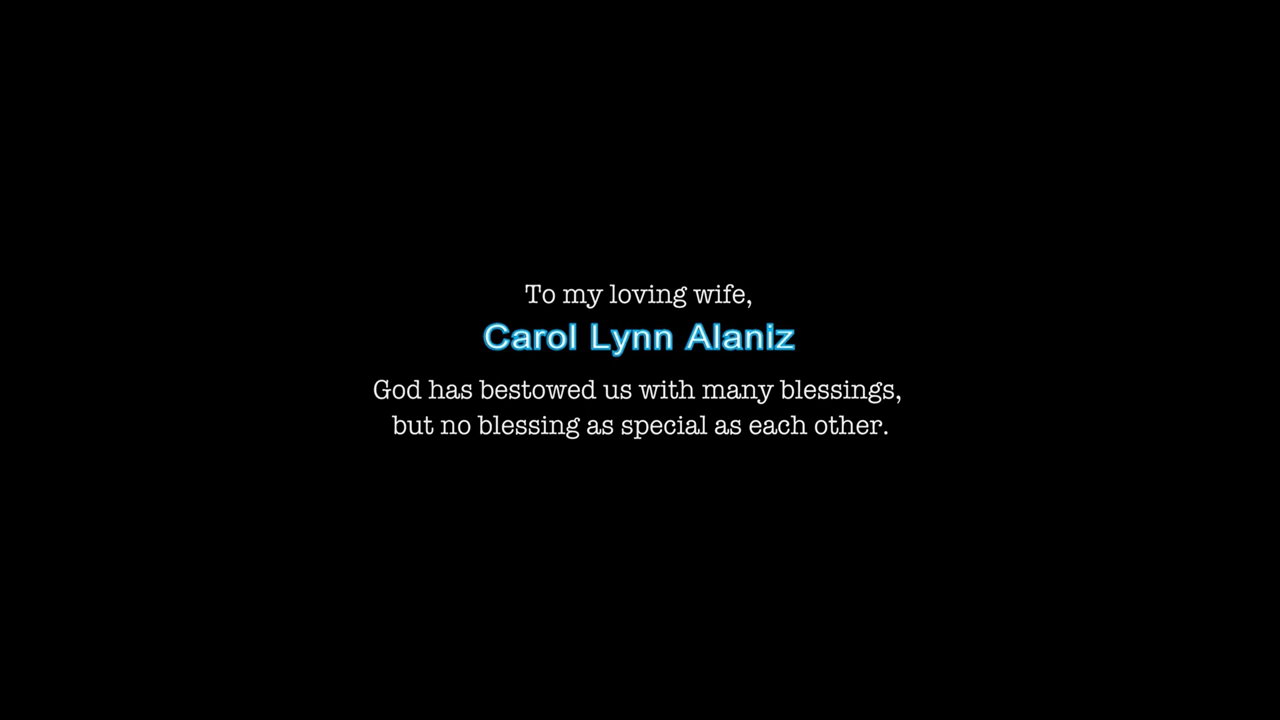 To my loving wife,
Carol Lynn Alaniz
God has bestowed us with many blessings,
but no blessing as special as each other.